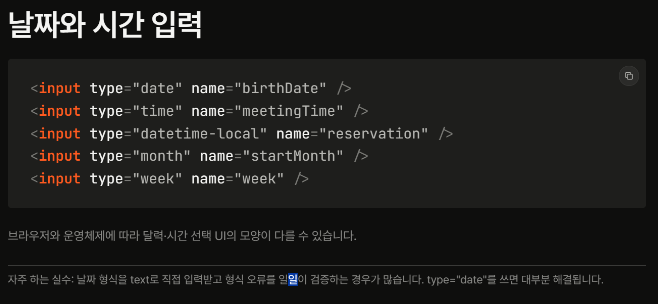 날짜와 시간 입력
<input type="date" name="birthDate" />
<input type="time" name="meetingTime" />
<input type="datetime-local" name="reservation" />
<input type="month" name="startMonth" />
<input type="week" name="week" />
브라우저와 운영체제에 따라 달력·시간 선택 UI의 모양이 다를 수 있습니다.
자주 하는 실수: 날짜 형식을 text로 직접 입력받고 형식 오류를 일일이 검증하는 경우가 많습니다. type="date"를 쓰면 대부분 해결됩니다.